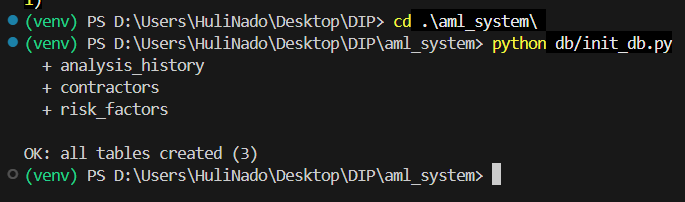 (venv) PS D:\Users\HuliNado\Desktop\DIP> cd .\aml_system\
(venv) PS D:\Users\HuliNado\Desktop\DIP\aml_system> python db/init_db.py
  + analysis_history
  + contractors
  + risk_factors

OK: all tables created (3)
(venv) PS D:\Users\HuliNado\Desktop\DIP\aml_system>